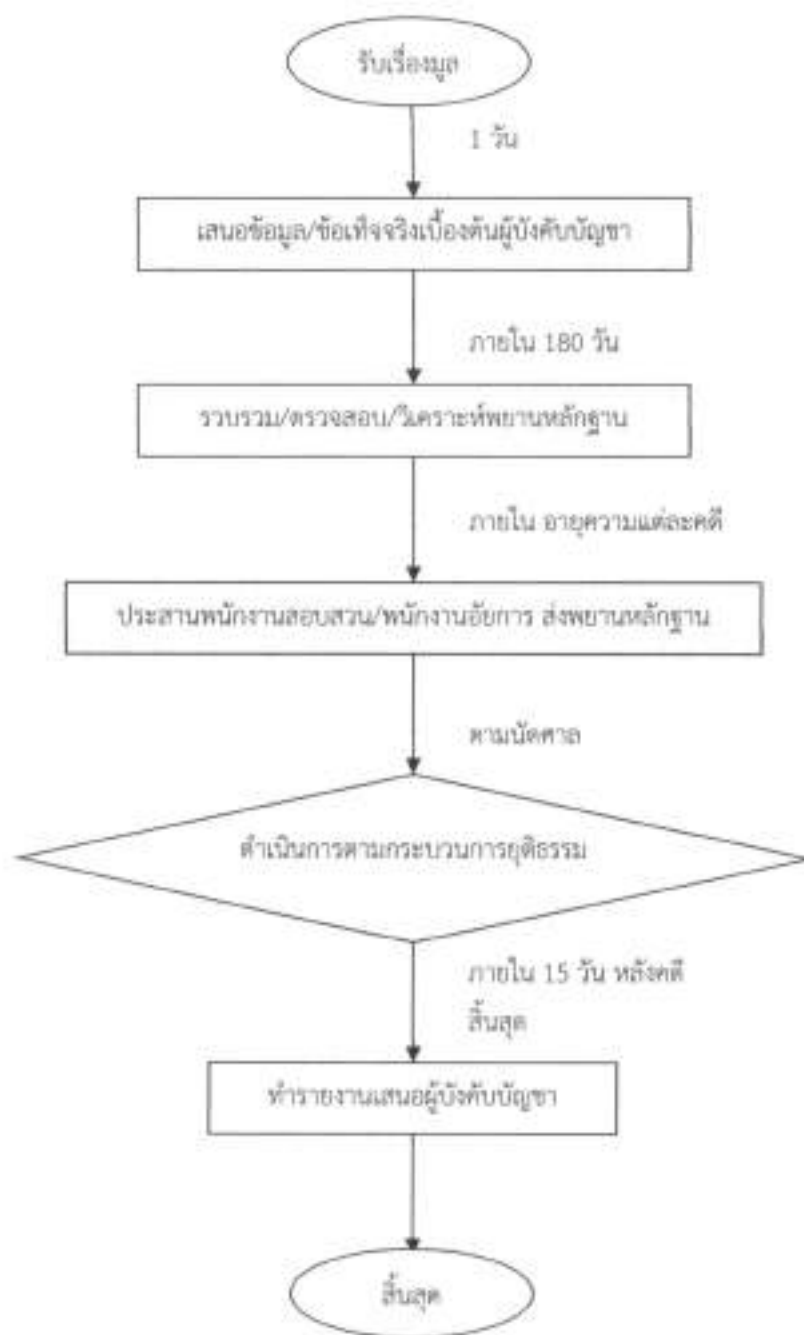 รับเรื่องมูล
1 วัน
เสนอข้อมูล/ข้อเท็จจริงเบื้องต้นผู้บังคับบัญชา
ภายใน 180 วัน
รวบรวม/ตรวจสอบ/วิเคราะห์พยานหลักฐาน
ภายใน อายุความแต่ละคดี
ประสานพนักงานสอบสวน/พนักงานอัยการ ส่งพยานหลักฐาน
ตามนัดศาล
ดำเนินการตามกระบวนการยุติธรรม
ภายใน 15 วัน หลังคดี
สิ้นสุด
ทำรายงานเสนอผู้บังคับบัญชา
สิ้นสุด